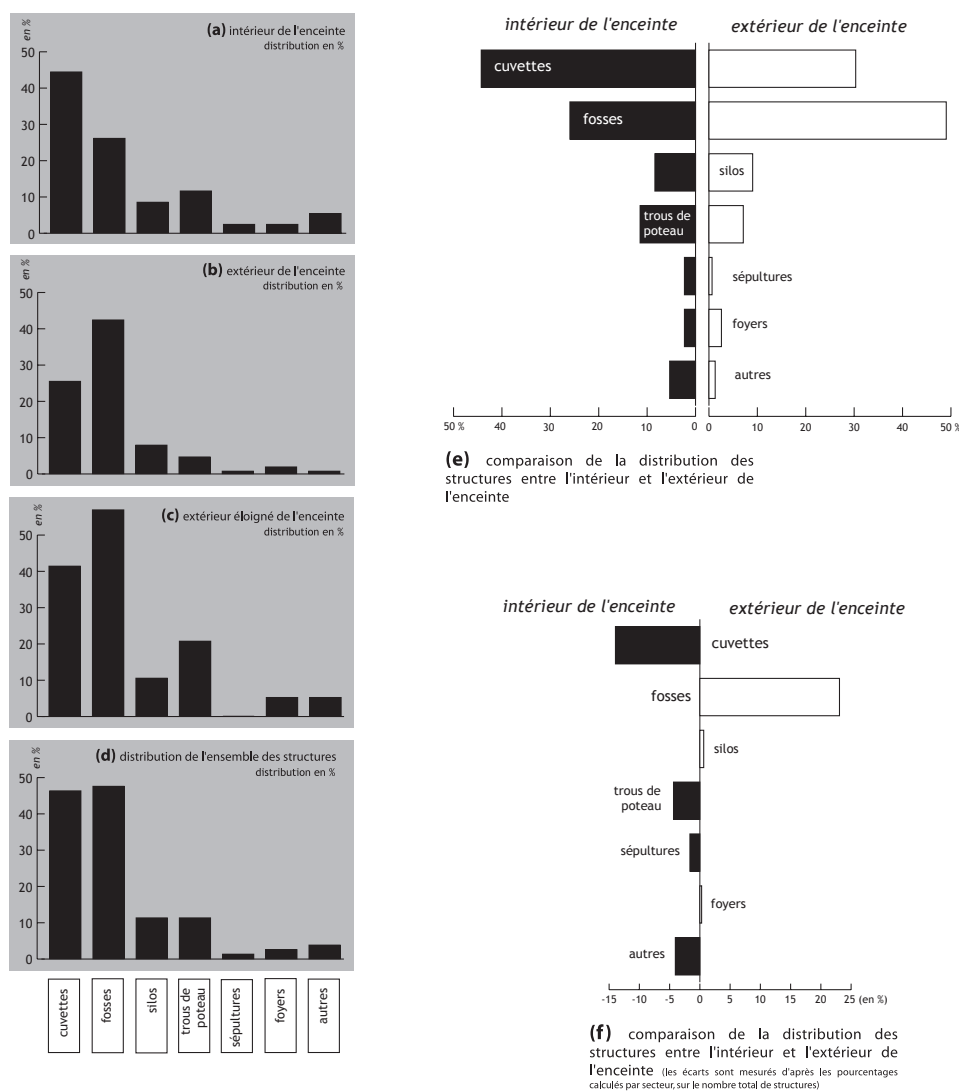 en %
(a) intérieur de l'enceinte
distribution en %
50
40
30
20
10
0
en %
(b) extérieur de l'enceinte
distribution en %
50
40
30
20
10
0
en %
(c) extérieur éloigné de l'enceinte
distribution en %
50
40
30
20
10
0
en %
(d) distribution de l'ensemble des structures
distribution en %
50
40
30
20
10
0
cuvettes
fosses
silos
trous de
poteau
sépultures
foyers
autres
intérieur de l'enceinte
extérieur de l'enceinte
cuvettes
fosses
silos
trous de
poteau
sépultures
foyers
autres
50 % 40 30 20 10 0 0 10 20 30 40 50 %
(e) comparaison de la distribution des
structures entre l'intérieur et l'extérieur de
l'enceinte
intérieur de l'enceinte
extérieur de l'enceinte
cuvettes
fosses
silos
trous de
poteau
sépultures
foyers
autres
-15 -10 -5 0 5 10 15 20 25 (en %)
(f) comparaison de la distribution des
structures entre l'intérieur et l'extérieur de
l'enceinte (les écarts sont mesurés d'après les pourcentages
calculés par secteur, sur le nombre total de structures)